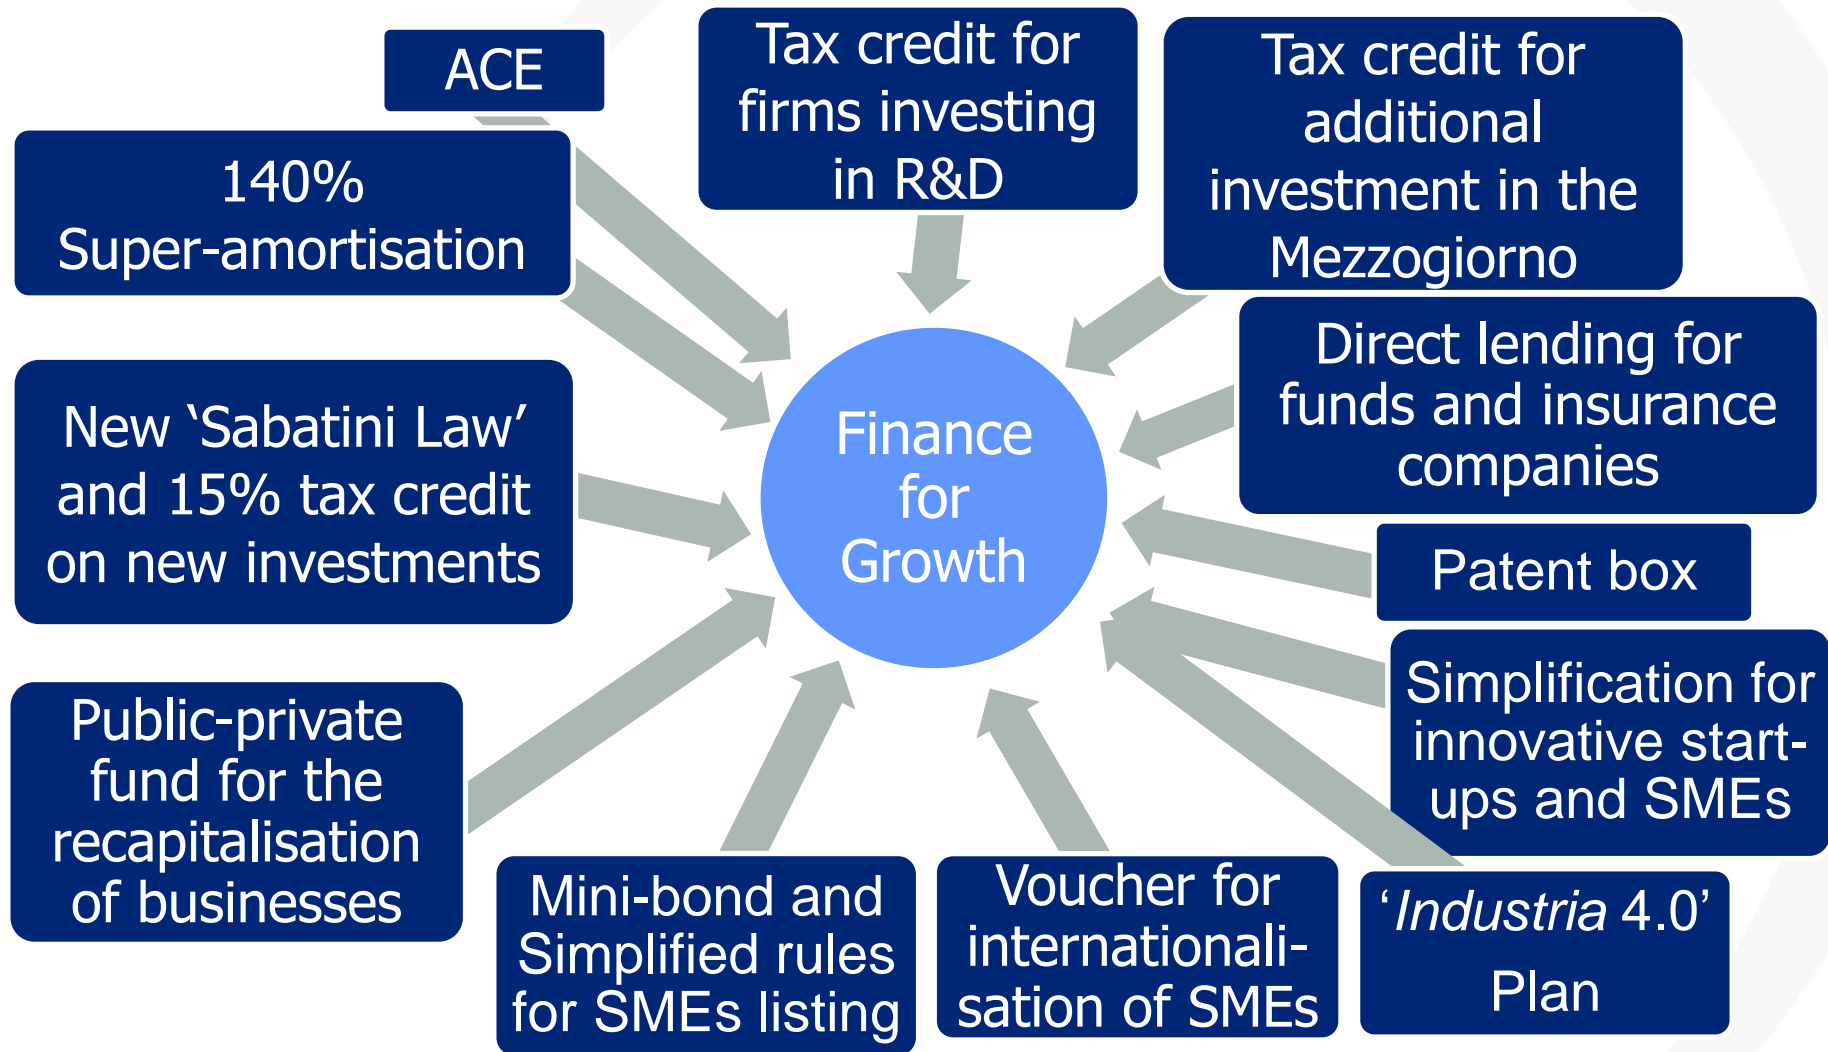 ACE
Tax credit for
firms investing
in R&D
Tax credit for
additional
investment in the
Mezzogiorno
140%
Super-amortisation
Direct lending for
funds and insurance
companies
New ‘Sabatini Law’
and 15% tax credit
on new investments
Finance
for
Growth
Patent box
Simplification for
innovative start-
ups and SMEs
Public-private
fund for the
recapitalisation
of businesses
Mini-bond and
Simplified rules
for SMEs listing
Voucher for
internationali-
sation of SMEs
‘Industria 4.0’
Plan